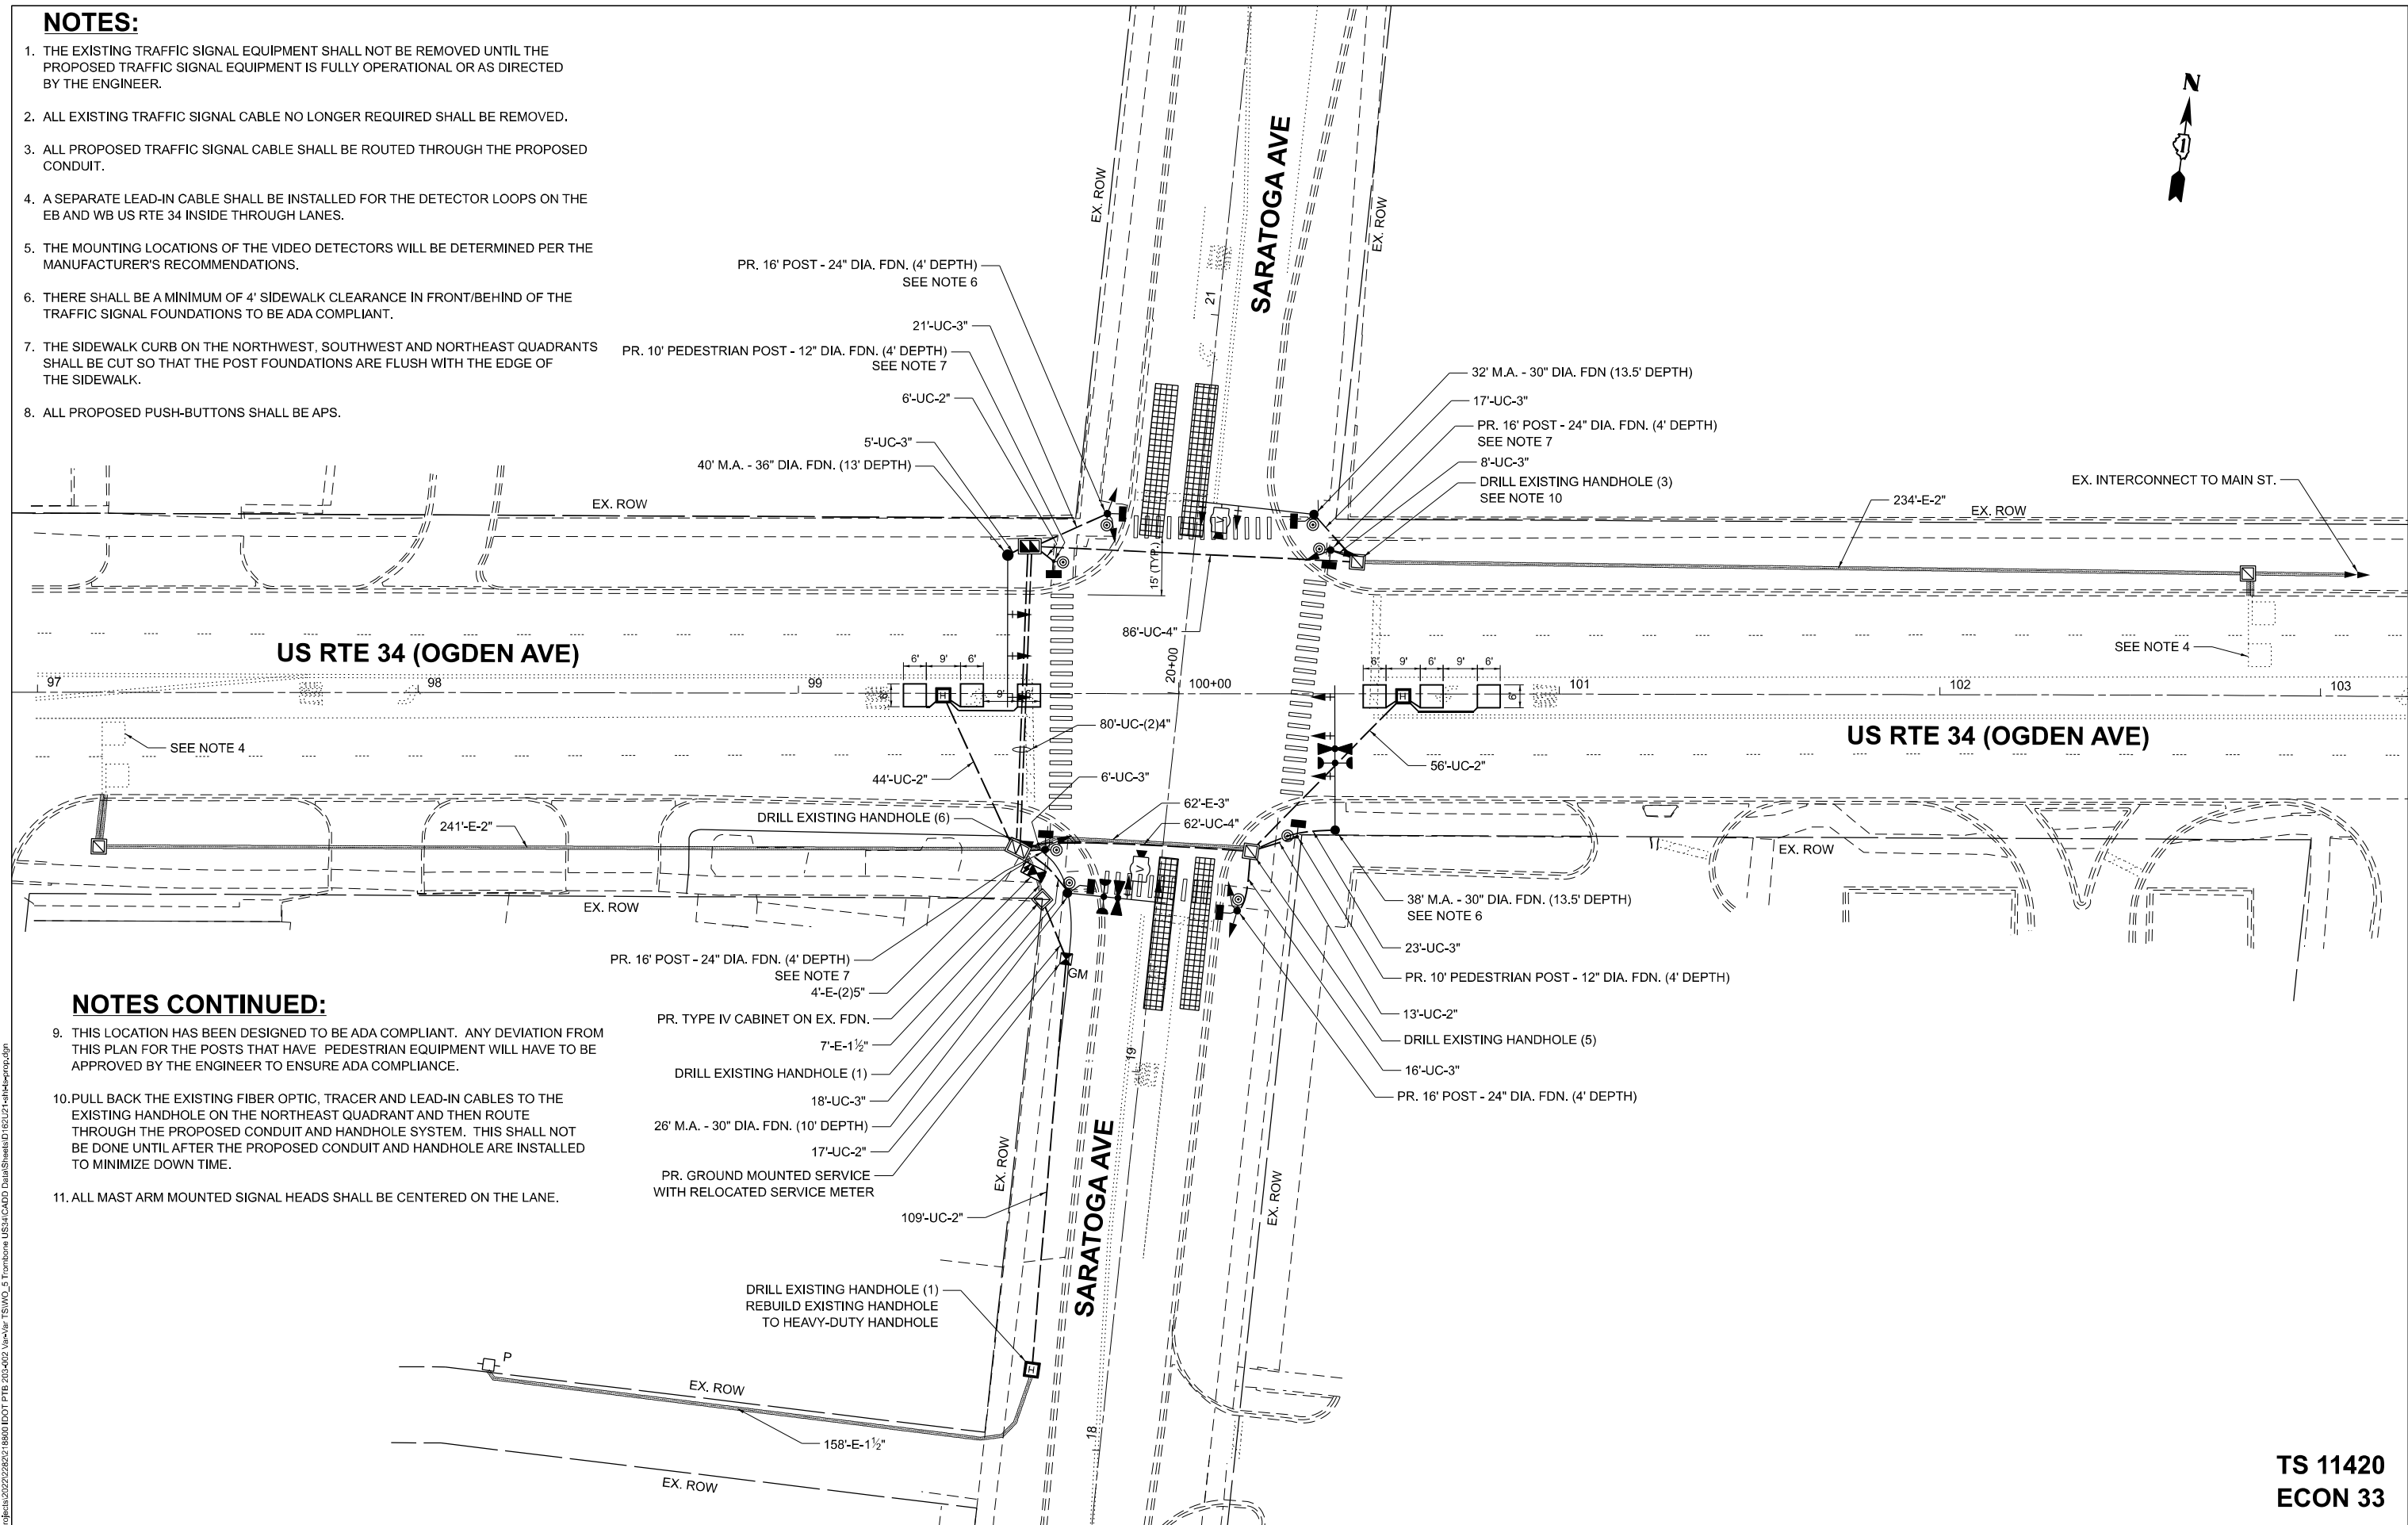 NOTES:
1. THE EXISTING TRAFFIC SIGNAL EQUIPMENT SHALL NOT BE REMOVED UNTIL THE
PROPOSED TRAFFIC SIGNAL EQUIPMENT IS FULLY OPERATIONAL OR AS DIRECTED
BY THE ENGINEER.
2. ALL EXISTING TRAFFIC SIGNAL CABLE NO LONGER REQUIRED SHALL BE REMOVED.
3. ALL PROPOSED TRAFFIC SIGNAL CABLE SHALL BE ROUTED THROUGH THE PROPOSED
CONDUIT.
4. A SEPARATE LEAD-IN CABLE SHALL BE INSTALLED FOR THE DETECTOR LOOPS ON THE
EB AND WB US RTE 34 INSIDE THROUGH LANES.
5. THE MOUNTING LOCATIONS OF THE VIDEO DETECTORS WILL BE DETERMINED PER THE
MANUFACTURER'S RECOMMENDATIONS.
6. THERE SHALL BE A MINIMUM OF 4' SIDEWALK CLEARANCE IN FRONT/BEHIND OF THE
TRAFFIC SIGNAL FOUNDATIONS TO BE ADA COMPLIANT.
7. THE SIDEWALK CURB ON THE NORTHWEST, SOUTHWEST AND NORTHEAST QUADRANTS
SHALL BE CUT SO THAT THE POST FOUNDATIONS ARE FLUSH WITH THE EDGE OF
THE SIDEWALK.
8. ALL PROPOSED PUSH-BUTTONS SHALL BE APS.
N
1
EX. ROW
SARATOGA AVE
EX. ROW
21
PR. 16' POST - 24" DIA. FDN. (4' DEPTH)
SEE NOTE 6
21'-UC-3"
PR. 10' PEDESTRIAN POST - 12" DIA. FDN. (4' DEPTH)
SEE NOTE 7
6'-UC-2"
5'-UC-3"
40' M.A. - 36" DIA. FDN. (13' DEPTH)
32' M.A. - 30" DIA. FDN (13.5' DEPTH)
17'-UC-3"
PR. 16' POST - 24" DIA. FDN. (4' DEPTH)
SEE NOTE 7
8'-UC-3"
DRILL EXISTING HANDHOLE (3)
SEE NOTE 10
EX. INTERCONNECT TO MAIN ST.
234'-E-2"
EX. ROW
EX. ROW
V
15' (TYP.)
86'-UC-4"
20+00
US RTE 34 (OGDEN AVE)
SEE NOTE 4
6' 9' 6'
6' 9' 6' 9' 6'
97
98
99
6'
H
9'
6'
100+00
H
6'
101
102
103
SEE NOTE 4
80'-UC-(2)4"
US RTE 34 (OGDEN AVE)
44'-UC-2"
6'-UC-3"
56'-UC-2"
62'-E-3"
DRILL EXISTING HANDHOLE (6)
62'-UC-4"
241'-E-2"
V
EX. ROW
EX. ROW
38' M.A. - 30" DIA. FDN. (13.5' DEPTH)
SEE NOTE 6
23'-UC-3"
PR. 10' PEDESTRIAN POST - 12" DIA. FDN. (4' DEPTH)
13'-UC-2"
DRILL EXISTING HANDHOLE (5)
16'-UC-3"
PR. 16' POST - 24" DIA. FDN. (4' DEPTH)
PR. 16' POST - 24" DIA. FDN. (4' DEPTH)
SEE NOTE 7
4'-E-(2)5"
GM
PR. TYPE IV CABINET ON EX. FDN.
7'-E-1½"
DRILL EXISTING HANDHOLE (1)
18'-UC-3"
26' M.A. - 30" DIA. FDN. (10' DEPTH)
17'-UC-2"
PR. GROUND MOUNTED SERVICE
WITH RELOCATED SERVICE METER
109'-UC-2"
19
EX. ROW
SARATOGA AVE
EX. ROW
NOTES CONTINUED:
9. THIS LOCATION HAS BEEN DESIGNED TO BE ADA COMPLIANT. ANY DEVIATION FROM
THIS PLAN FOR THE POSTS THAT HAVE PEDESTRIAN EQUIPMENT WILL HAVE TO BE
APPROVED BY THE ENGINEER TO ENSURE ADA COMPLIANCE.
10. PULL BACK THE EXISTING FIBER OPTIC, TRACER AND LEAD-IN CABLES TO THE
EXISTING HANDHOLE ON THE NORTHEAST QUADRANT AND THEN ROUTE
THROUGH THE PROPOSED CONDUIT AND HANDHOLE SYSTEM. THIS SHALL NOT
BE DONE UNTIL AFTER THE PROPOSED CONDUIT AND HANDHOLE ARE INSTALLED
TO MINIMIZE DOWN TIME.
11. ALL MAST ARM MOUNTED SIGNAL HEADS SHALL BE CENTERED ON THE LANE.
DRILL EXISTING HANDHOLE (1)
REBUILD EXISTING HANDHOLE
TO HEAVY-DUTY HANDHOLE
H
P
EX. ROW
158'-E-1½"
18
EX. ROW
TS 11420
ECON 33